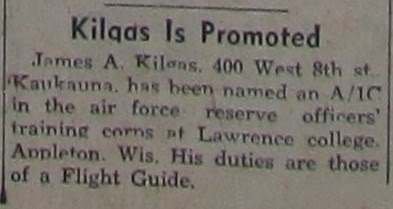 Kilgas Is Promoted
James A. Kilgas, 400 West 8th st.,
Kaukauna, has been named an A/1C
in the air force reserve officers'
training corps at Lawrence college,
Appleton, Wis. His duties are those
of a Flight Guide.